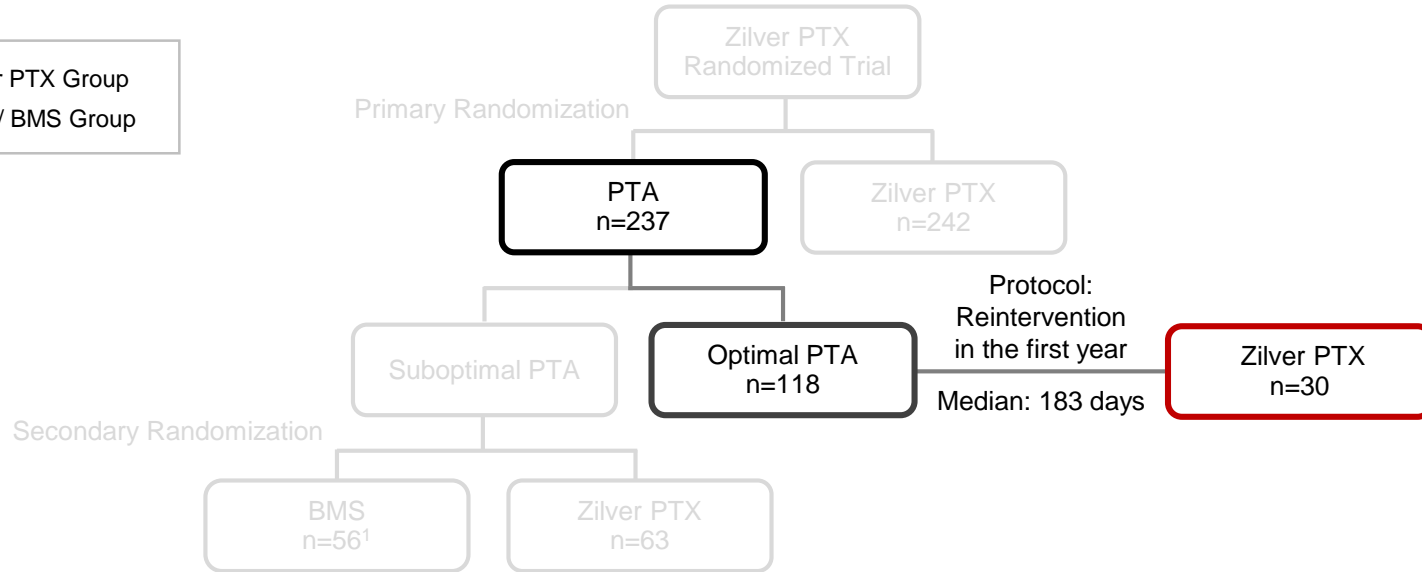 PTX Group
/ BMS Group
Zilver PTX
Randomized Trial
Primary Randomization
PTA
n=237
Zilver PTX
n=242
Suboptimal PTA
Optimal PTA
n=118
Protocol:
Reintervention
in the first year
Median: 183 days
Zilver PTX
n=30
Secondary Randomization
BMS
n=56¹
Zilver PTX
n=63